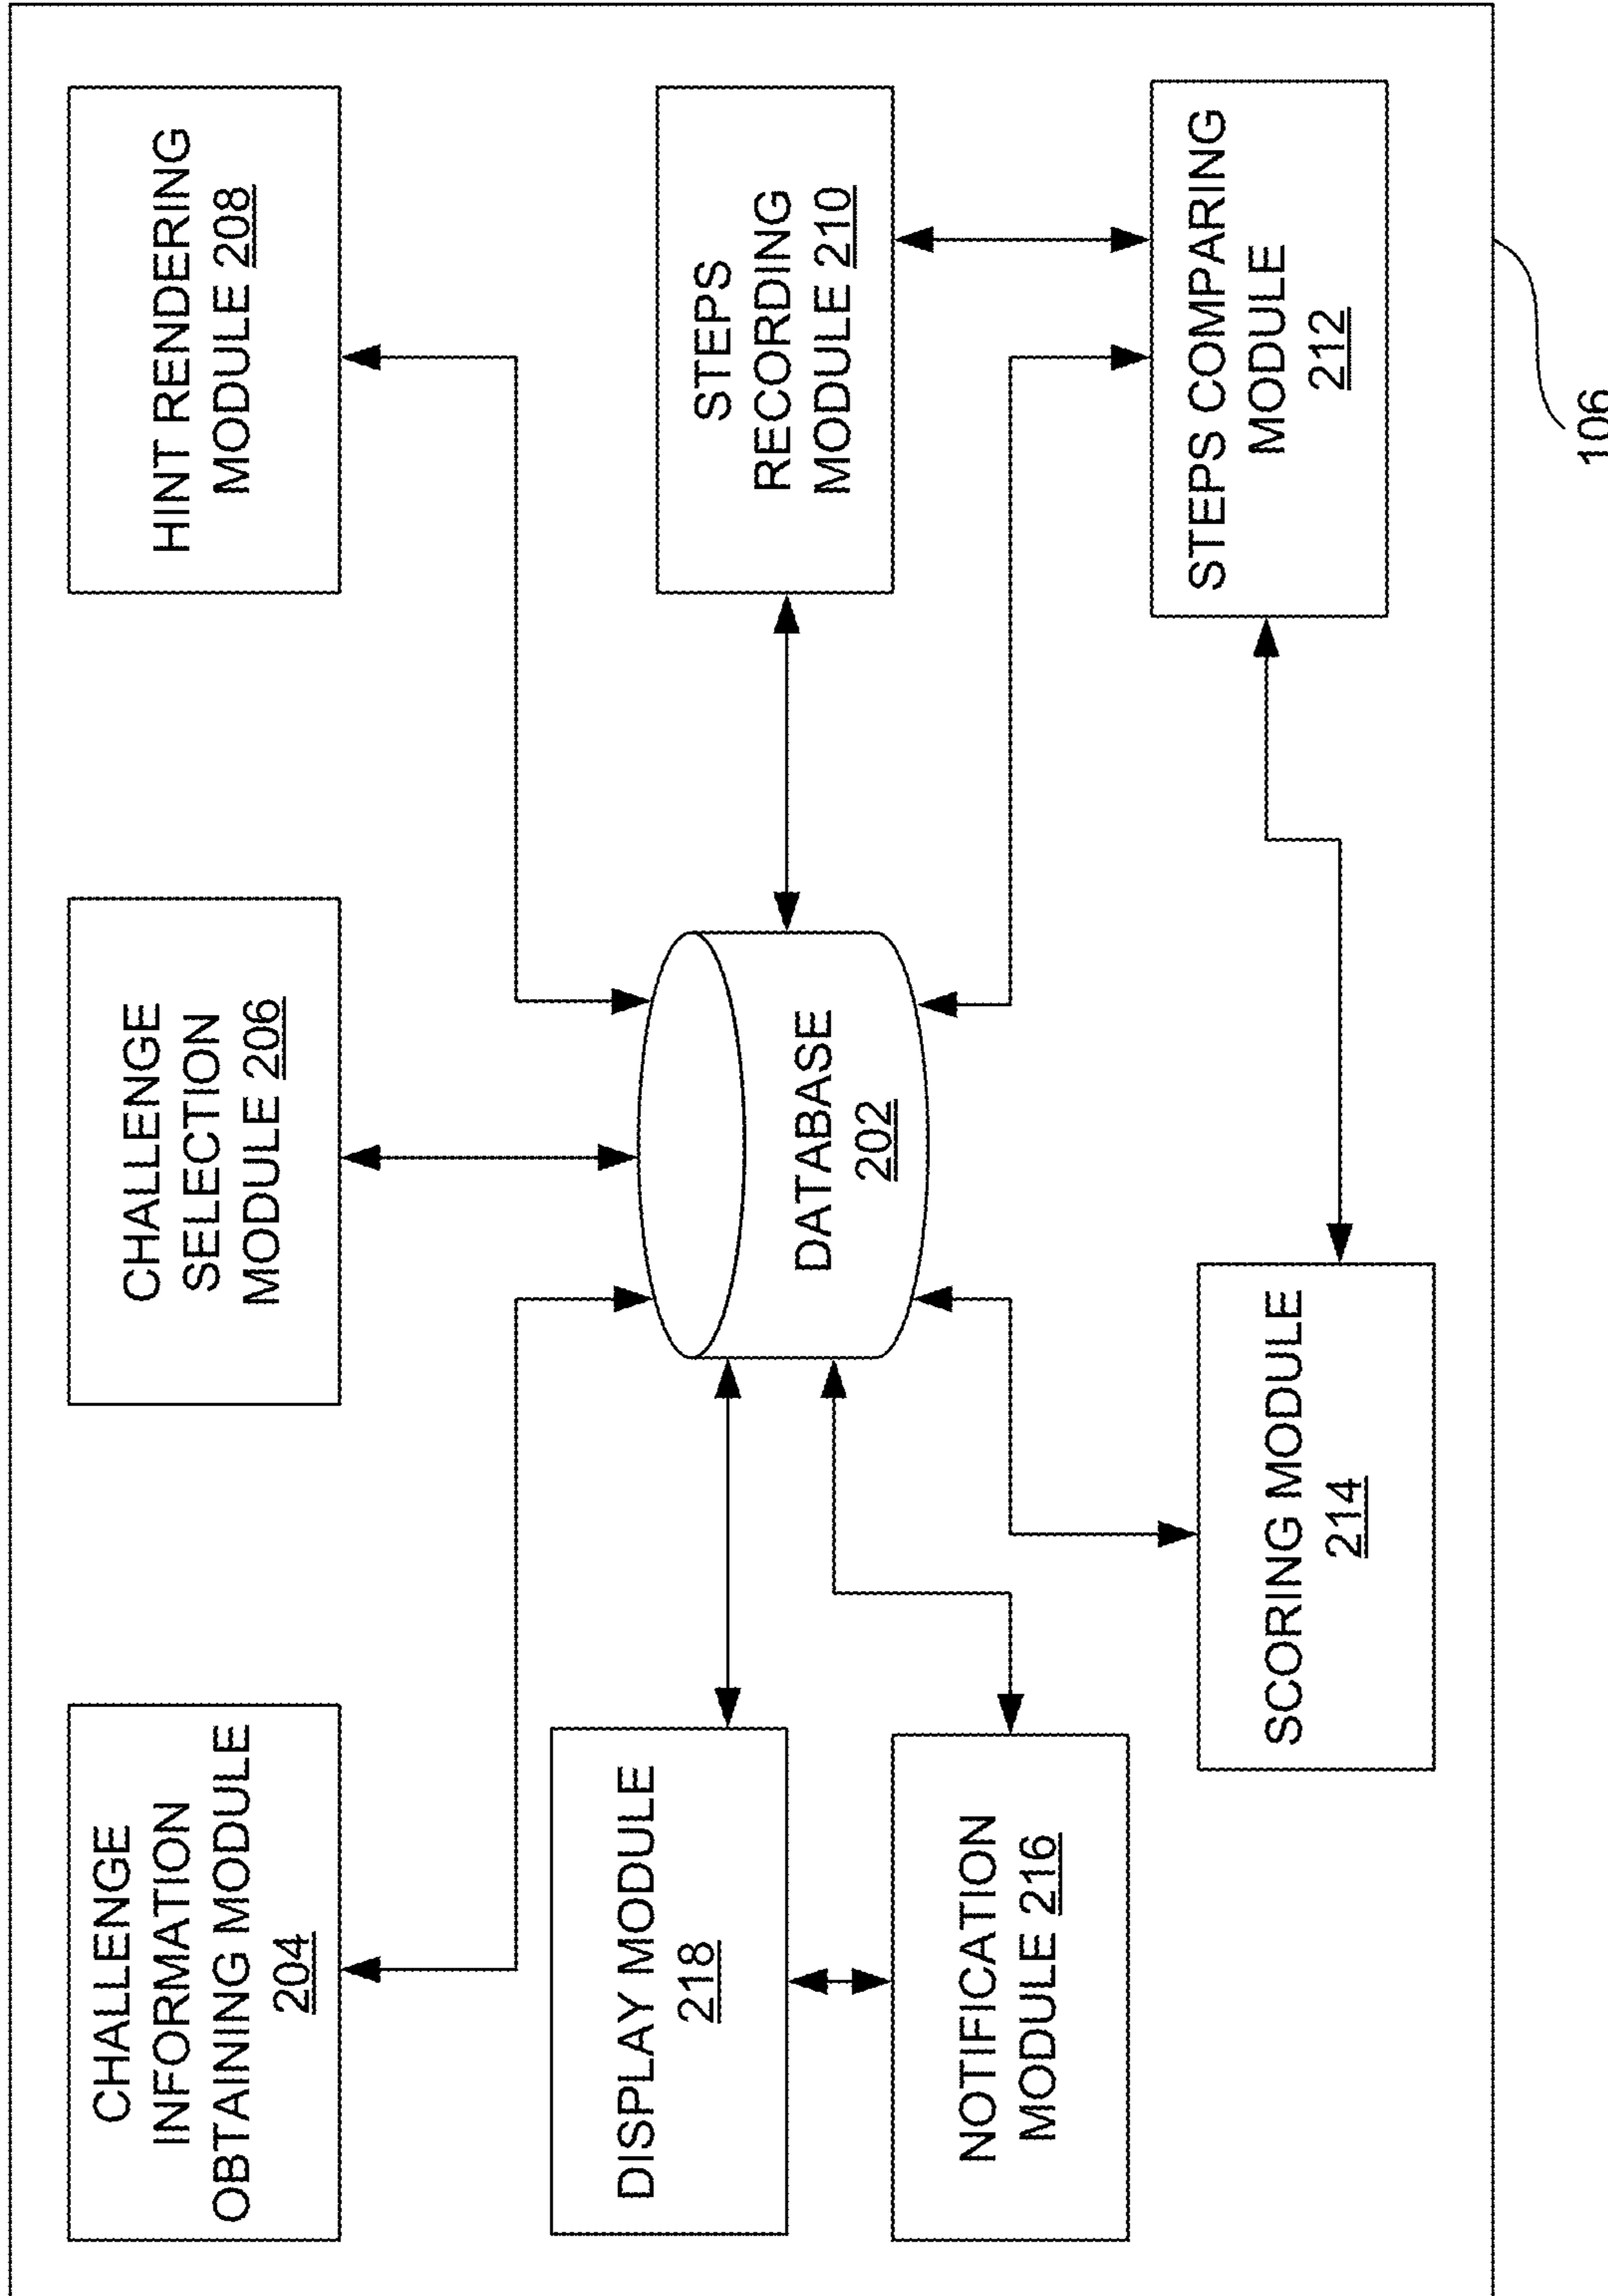 CHALLENGE
INFORMATION
OBTAINING MODULE
204
CHALLENGE
SELECTION
MODULE 206
HINT RENDERING
MODULE 208
DISPLAY MODULE
218
DATABASE
202
STEPS
RECORDING
MODULE 210
NOTIFICATION
MODULE 216
SCORING MODULE
214
STEPS COMPARING
MODULE
212
106